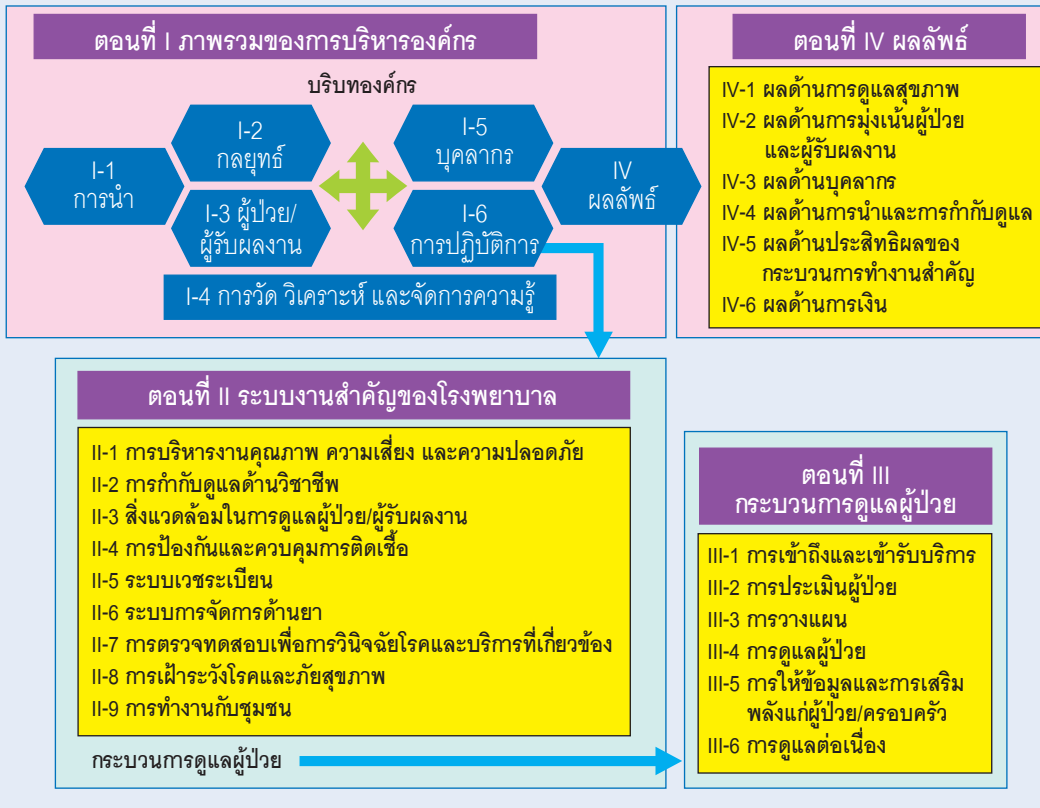 ตอนที่ I ภาพรวมของการบริหารองค์กร
บริบทองค์กร
I-1
การนำ
I-2
กลยุทธ์
I-3 ผู้ป่วย/
ผู้รับผลงาน
I-5
บุคลากร
I-6
การปฏิบัติการ
IV
ผลลัพธ์
I-4 การวัด วิเคราะห์ และจัดการความรู้
ตอนที่ IV ผลลัพธ์
IV-1 ผลด้านการดูแลสุขภาพ
IV-2 ผลด้านการมุ่งเน้นผู้ป่วย
และผู้รับผลงาน
IV-3 ผลด้านบุคลากร
IV-4 ผลด้านการนำและการกำกับดูแล
IV-5 ผลด้านประสิทธิผลของ
กระบวนการทำงานสำคัญ
IV-6 ผลด้านการเงิน
ตอนที่ II ระบบงานสำคัญของโรงพยาบาล
II-1 การบริหารงานคุณภาพ ความเสี่ยง และความปลอดภัย
II-2 การกำกับดูแลด้านวิชาชีพ
II-3 สิ่งแวดล้อมในการดูแลผู้ป่วย/ผู้รับผลงาน
II-4 การป้องกันและควบคุมการติดเชื้อ
II-5 ระบบเวชระเบียน
II-6 ระบบการจัดการด้านยา
II-7 การตรวจทดสอบเพื่อการวินิจฉัยโรคและบริการที่เกี่ยวข้อง
II-8 การเฝ้าระวังโรคและภัยสุขภาพ
II-9 การทำงานกับชุมชน
กระบวนการดูแลผู้ป่วย
ตอนที่ III
กระบวนการดูแลผู้ป่วย
III-1 การเข้าถึงและเข้ารับบริการ
III-2 การประเมินผู้ป่วย
III-3 การวางแผน
III-4 การดูแลผู้ป่วย
III-5 การให้ข้อมูลและการเสริม
พลังแก่ผู้ป่วย/ครอบครัว
III-6 การดูแลต่อเนื่อง